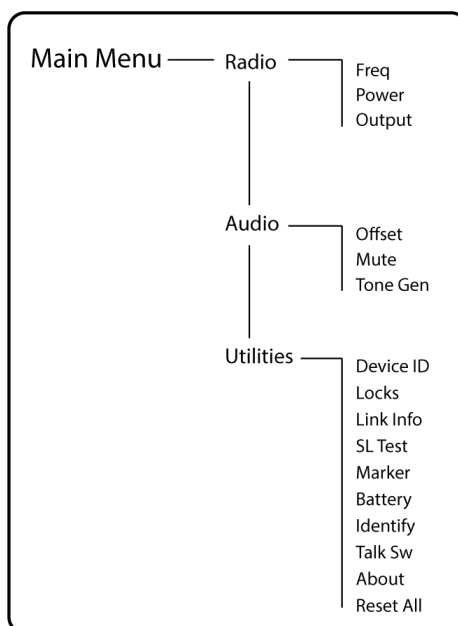 Main Menu
Radio
Freq
Power
Output
Audio
Offset
Mute
Tone Gen
Utilities
Device ID
Locks
Link Info
SL Test
Marker
Battery
Identify
Talk Sw
About
Reset All